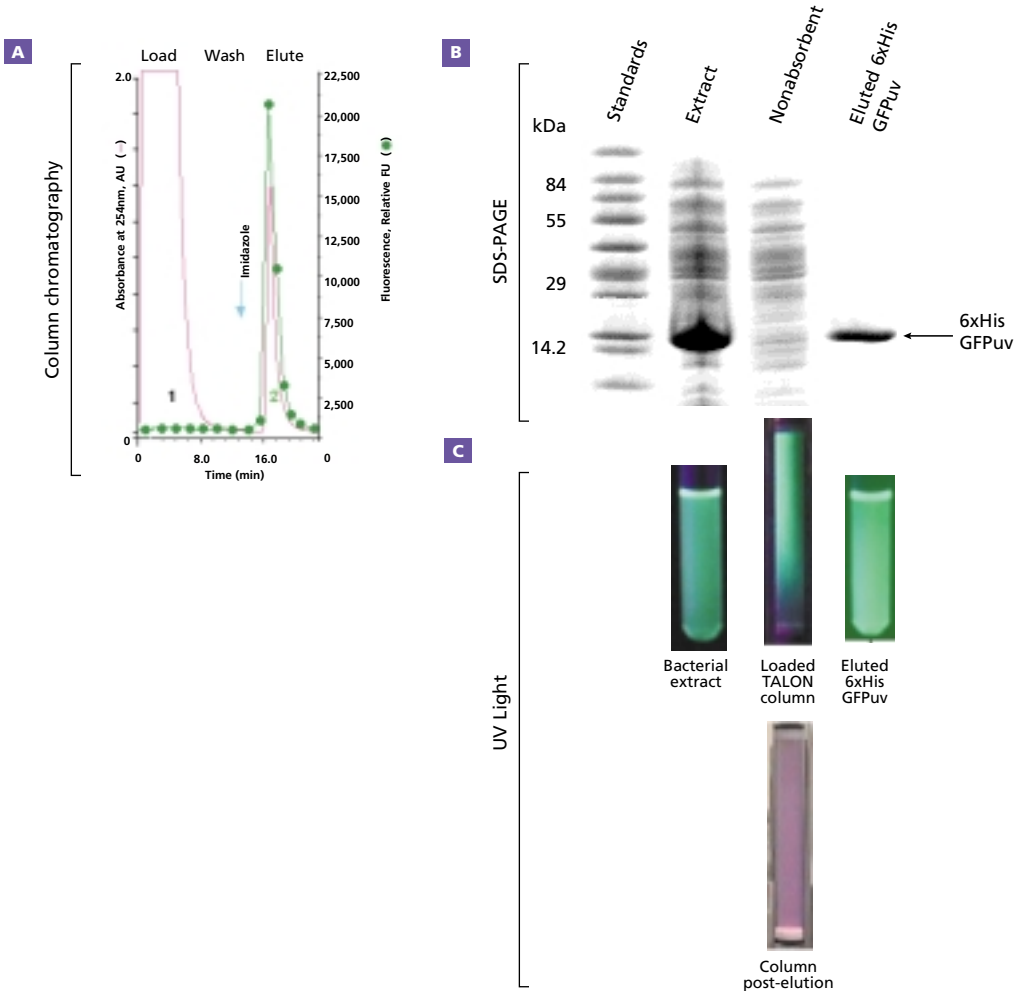 A
Load Wash Elute
Column chromatography
Absorbance at 254nm, AU (–)
2.0
0
22,500
20,000
17,500
15,000
12,500
10,000
7,500
5,000
2,500
0
Fluorescence, Relative FU (●)
Imidazole
1
2
0 8.0 16.0
Time (min)
B
SDS-PAGE
Standards
Extract
Nonabsorbent
Eluted 6xHis
GFPuv
kDa
84
55
29
14.2
6xHis
GFPuv
C
UV Light
Bacterial
extract
Loaded
TALON
column
Eluted
6xHis
GFPuv
Column
post-elution